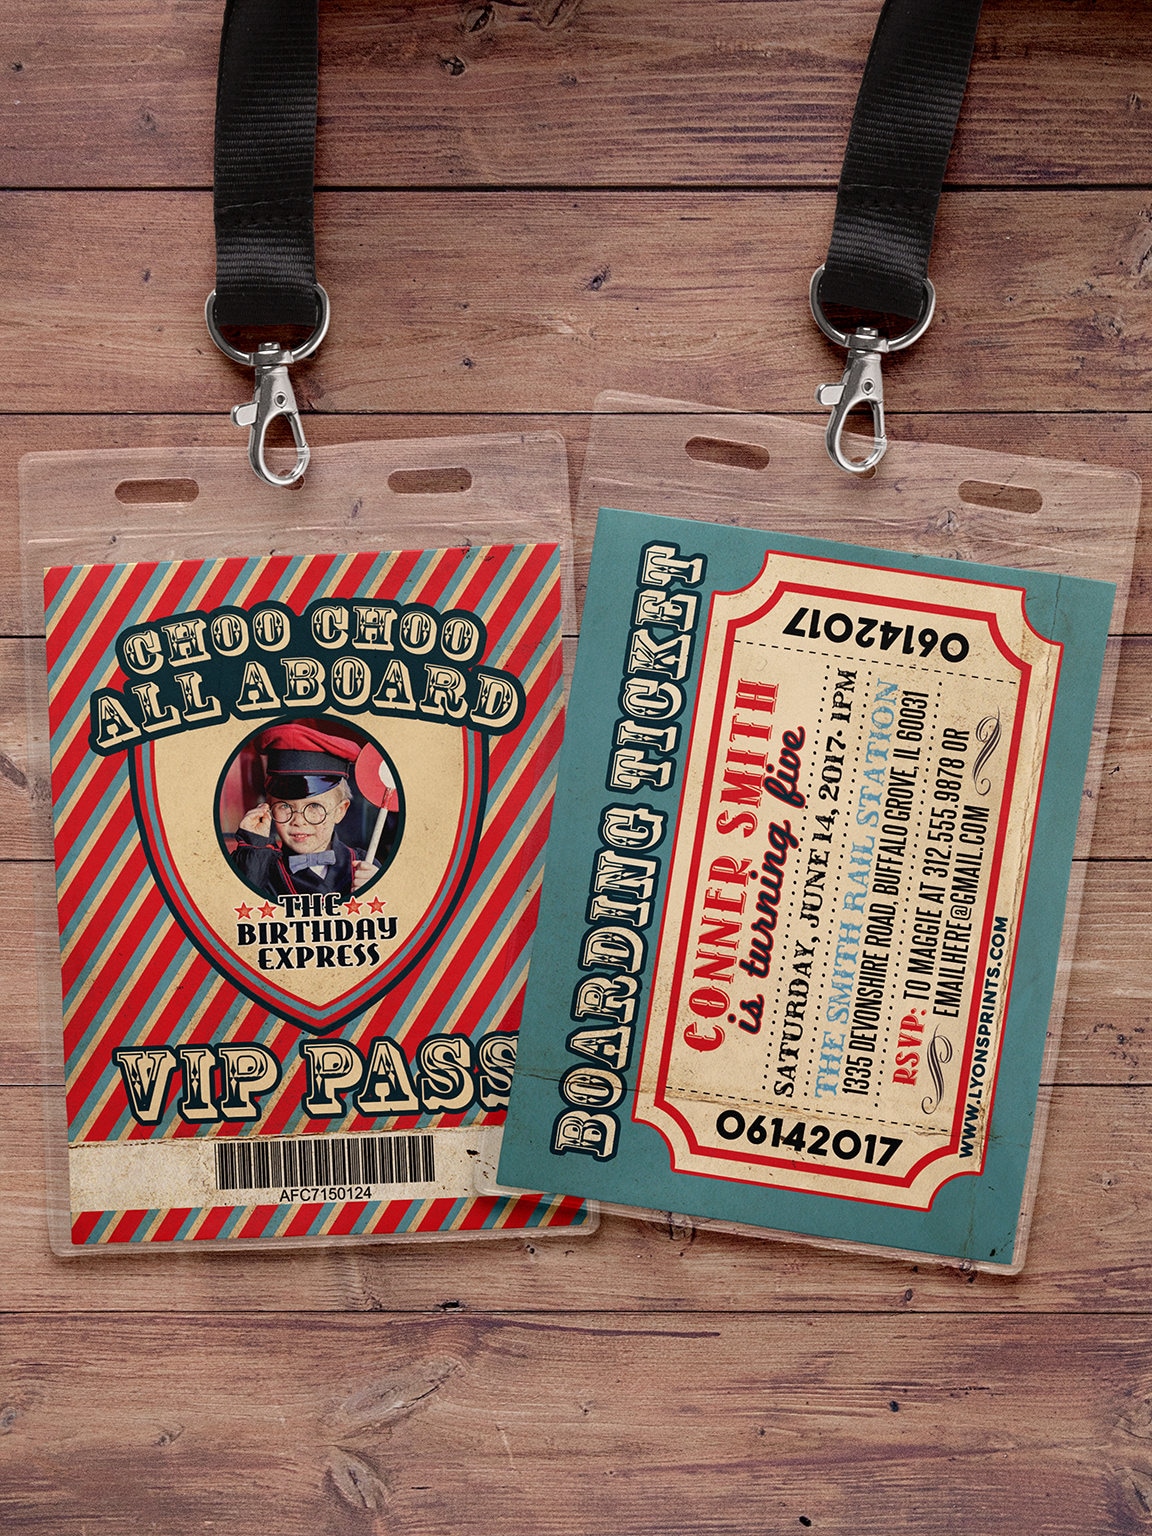 CHOO CHOO
ALL ABOARD
THE
BIRTHDAY
EXPRESS
VIP PASS
AFC7150124
BOARDING TICKET
06142017
CONNER SMITH
is turning five
SATURDAY, JUNE 14, 2017· 1PM
THE SMITH RAIL STATION
1335 DEVONSHIRE ROAD, BUFFALO GROVE, IL 60031
RSVP: TO MAGGIE AT 312.555.9878 OR
EMAILHERE@GMAIL.COM
06142017
WWW.LYONSPRINTS.COM